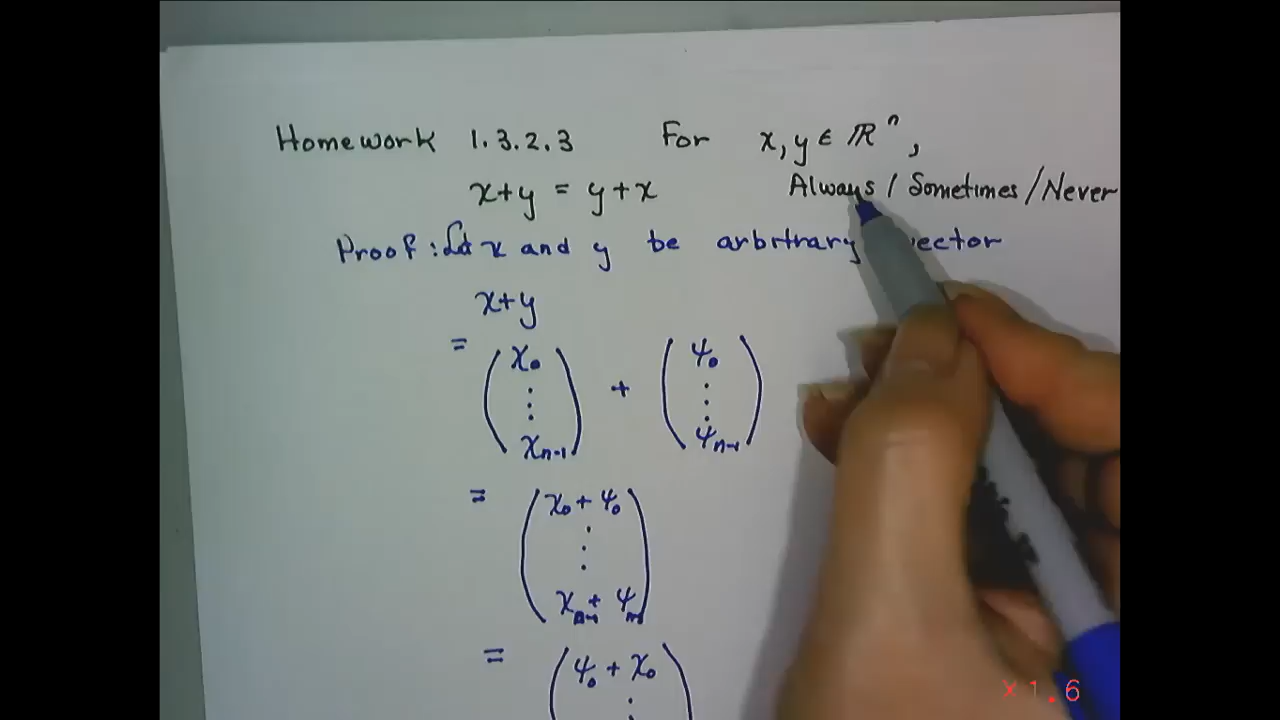 Homework 1.3.2.3 For x, y ∈ ℝⁿ,
x+y = y+x Always / Sometimes / Never
Proof : Let x and y be arbitrary vector
x+y
= ( χ₀ ⋮ χₙ₋₁ ) + ( ψ₀ ⋮ ψₙ₋₁ )
= ( χ₀ + ψ₀ ⋮ χₙ₋₁ + ψₙ₋₁ )
= ( ψ₀ + χ₀ ⋮
×1.6